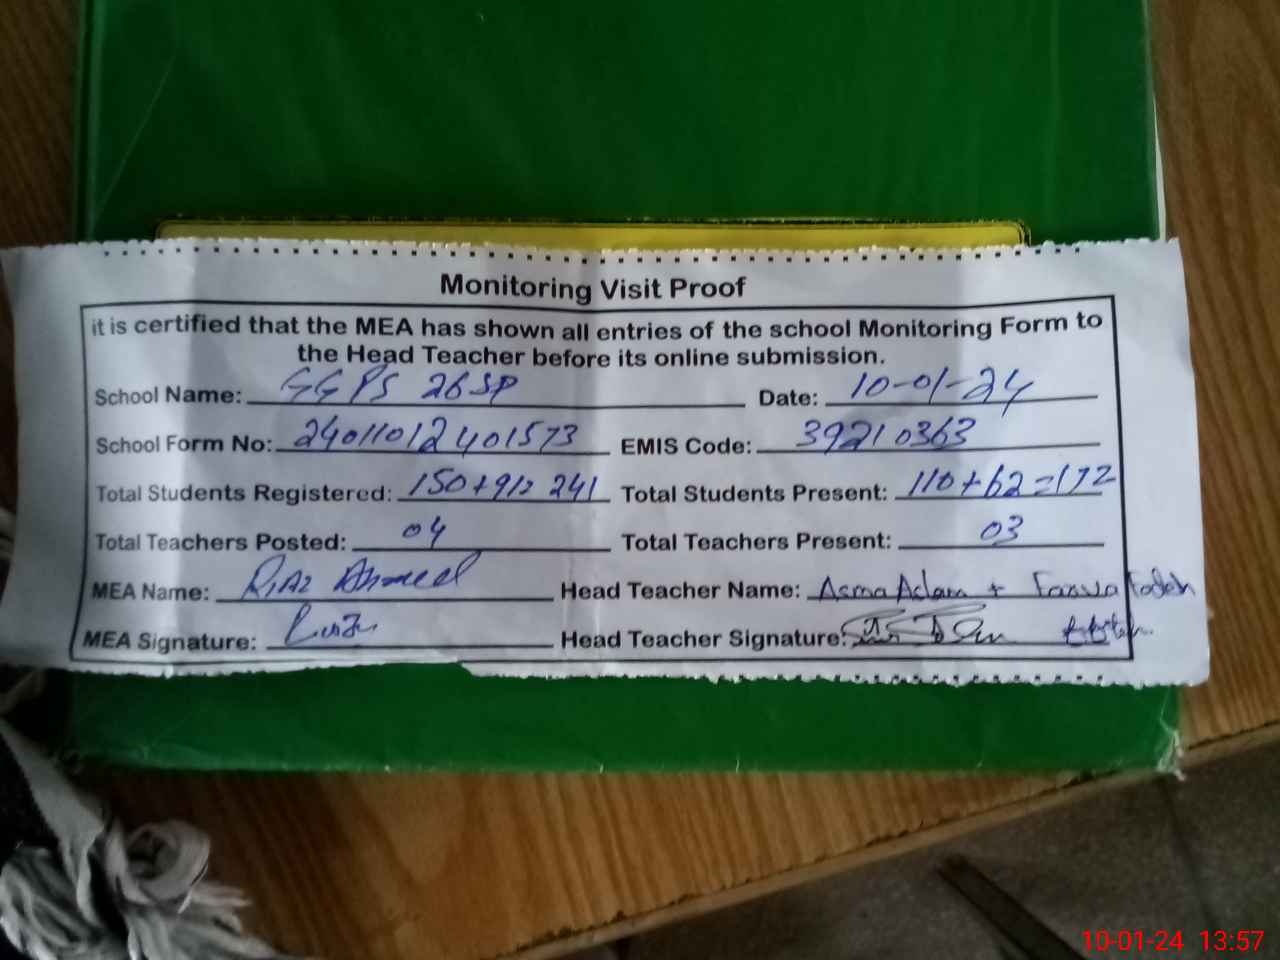 Monitoring Visit Proof
it is certified that the MEA has shown all entries of the school Monitoring Form to
the Head Teacher before its online submission.
School Name: GGPS 26SP Date: 10-01-24
School Form No: 24011012401573 EMIS Code: 39210363
Total Students Registered: 150+91= 241 Total Students Present: 110+62=172
Total Teachers Posted: 04 Total Teachers Present: 03
MEA Name: Riaz Ahmed Head Teacher Name: Asma Aslam +
MEA Signature: Head Teacher Signature:
10-01-24 13:57